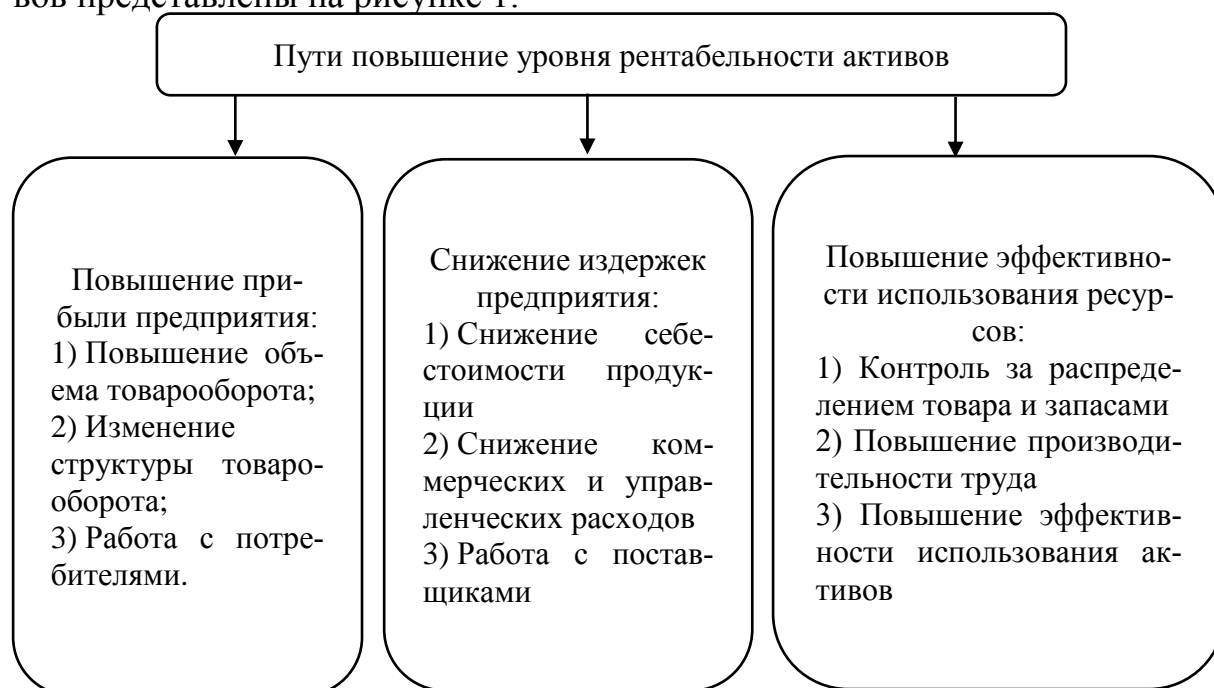 вов представлены на рисунке 1.
Пути повышение уровня рентабельности активов
Повышение при-
были предприятия:
1) Повышение объ-
ема товарооборота;
2) Изменение
структуры товаро-
оборота;
3) Работа с потре-
бителями.
Снижение издержек
предприятия:
1) Снижение себе-
стоимости продук-
ции
2) Снижение ком-
мерческих и управ-
ленческих расходов
3) Работа с постав-
щиками
Повышение эффективно-
сти использования ресур-
сов:
1) Контроль за распреде-
лением товара и запасами
2) Повышение производи-
тельности труда
3) Повышение эффектив-
ности использования ак-
тивов